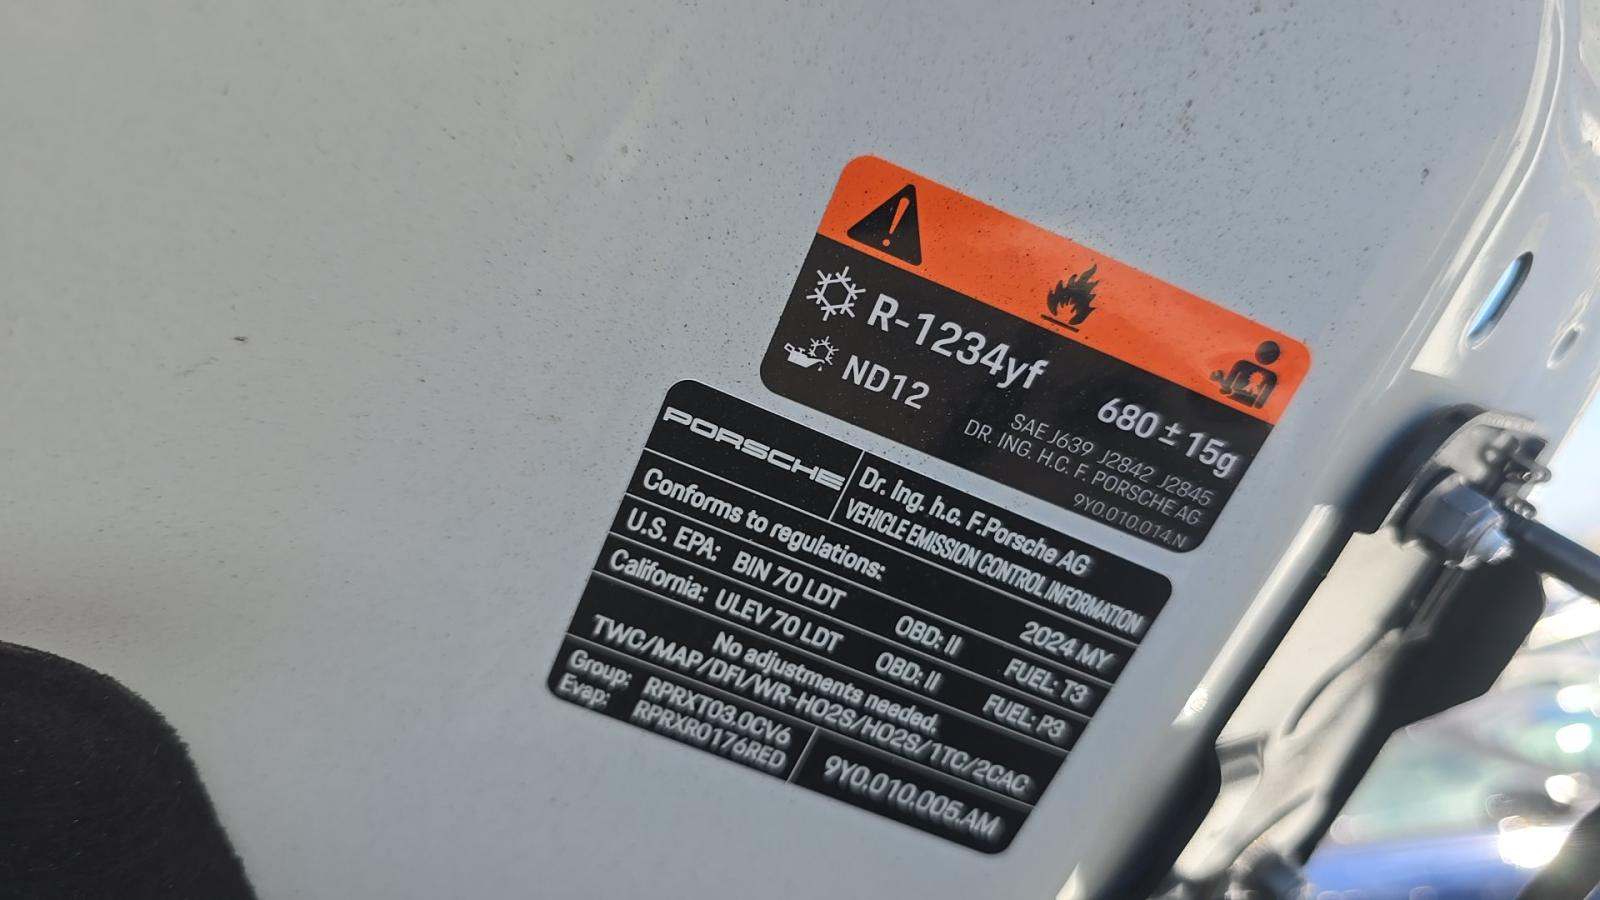 R-1234yf
680 ± 15g
ND12
SAE J639 J2842 J2845
DR. ING. H.C. F. PORSCHE AG
9Y0.010.014.N
PORSCHE
Dr. Ing. h.c. F.Porsche AG
VEHICLE EMISSION CONTROL INFORMATION
Conforms to regulations:
2024 MY
U.S. EPA: BIN 70 LDT OBD: II FUEL: T3
California: ULEV 70 LDT OBD: II FUEL: P3
No adjustments needed.
TWC/MAP/DFI/WR-HO2S/HO2S/1TC/2CAC
Group: RPRXT03.0CV6
Evap: RPRXR0176RED
9Y0.010.005.AM